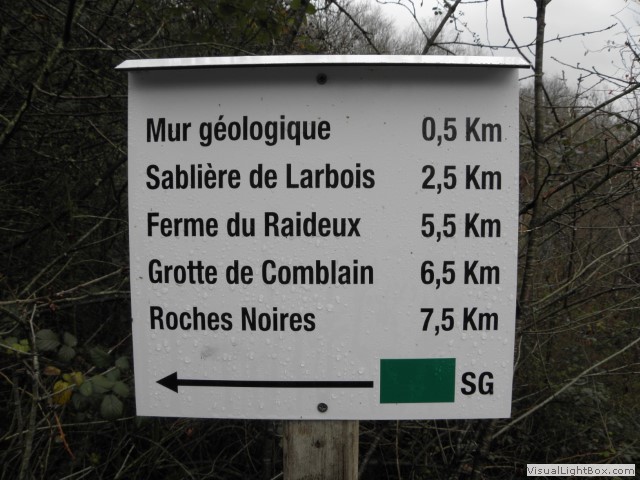 Mur géologique 0,5 Km
Sablière de Larbois 2,5 Km
Ferme du Raideux 5,5 Km
Grotte de Comblain 6,5 Km
Roches Noires 7,5 Km
SG
VisualLightBox.com